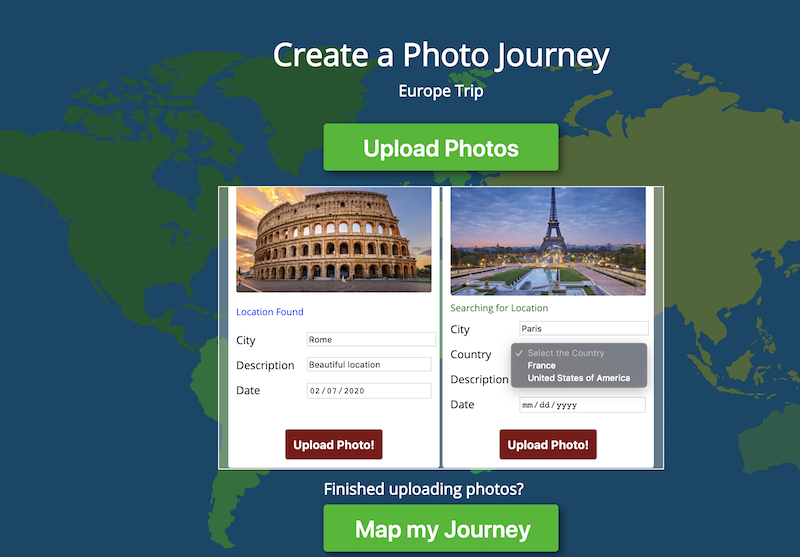 Create a Photo Journey
Europe Trip
Upload Photos
Location Found
City Rome
Description Beautiful location
Date 02/07/2020
Upload Photo!
Searching for Location
City Paris
Country ✓ Select the Country
France
United States of America
Description
Date mm/dd/yyyy
Upload Photo!
Finished uploading photos?
Map my Journey